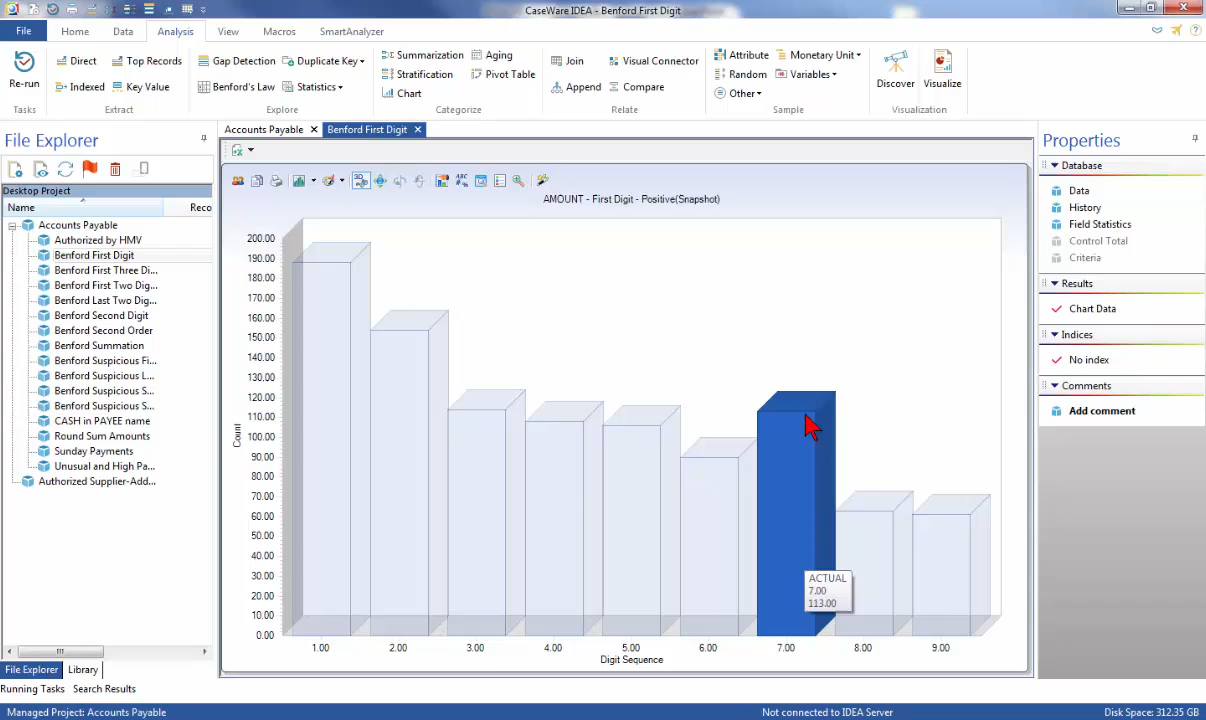 CaseWare IDEA - Benford First Digit
File
Home
Data
Analysis
View
Macros
SmartAnalyzer
Re-run
Tasks
Direct
Top Records
Indexed
Key Value
Extract
Gap Detection
Duplicate Key
Benford's Law
Statistics
Explore
Summarization
Aging
Stratification
Pivot Table
Chart
Categorize
Join
Visual Connector
Append
Compare
Relate
Attribute
Monetary Unit
Random
Variables
Other
Sample
Discover
Visualize
Visualization
File Explorer
Desktop Project
Name
Reco
Accounts Payable
Authorized by HMV
Benford First Digit
Benford First Three Di...
Benford First Two Dig...
Benford Last Two Dig...
Benford Second Digit
Benford Second Order
Benford Summation
Benford Suspicious Fi...
Benford Suspicious L...
Benford Suspicious S...
Benford Suspicious S...
CASH in PAYEE name
Round Sum Amounts
Sunday Payments
Unusual and High Pa...
Authorized Supplier-Add...
File Explorer
Library
Running Tasks
Search Results
Accounts Payable
Benford First Digit
AMOUNT - First Digit - Positive(Snapshot)
Count
200.00
190.00
180.00
170.00
160.00
150.00
140.00
130.00
120.00
110.00
100.00
90.00
80.00
70.00
60.00
50.00
40.00
30.00
20.00
10.00
0.00
ACTUAL
7.00
113.00
1.00 2.00 3.00 4.00 5.00 6.00 7.00 8.00 9.00
Digit Sequence
Properties
Database
Data
History
Field Statistics
Control Total
Criteria
Results
Chart Data
Indices
No index
Comments
Add comment
Managed Project: Accounts Payable
Not connected to IDEA Server
Disk Space: 312.35 GB